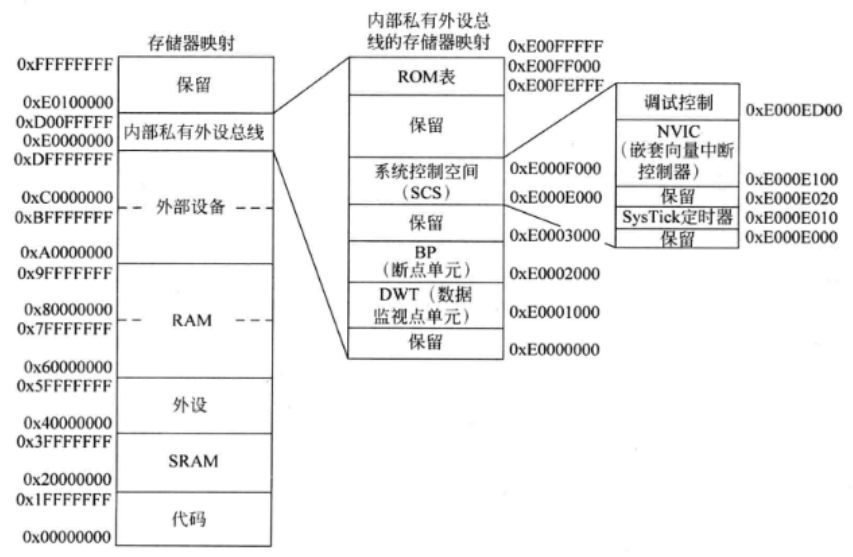 存储器映射
0xFFFFFFFF
保留
0xE0100000
0xD00FFFFF
内部私有外设总线
0xE0000000
0xDFFFFFFF
0xC0000000
外部设备
0xBFFFFFFF
0xA0000000
0x9FFFFFFF
0x80000000
RAM
0x7FFFFFFF
0x60000000
0x5FFFFFFF
外设
0x40000000
0x3FFFFFFF
SRAM
0x20000000
0x1FFFFFFF
代码
0x00000000
内部私有外设总
线的存储器映射
0xE00FFFFF
ROM表
0xE00FF000
0xE00FEFFF
保留
系统控制空间
（SCS）
0xE000F000
0xE000E000
保留
0xE0003000
BP
（断点单元）
0xE0002000
DWT（数据
监视点单元）
0xE0001000
保留
0xE0000000
调试控制
0xE000ED00
NVIC
（嵌套向量中断
控制器）
0xE000E100
保留
0xE000E020
SysTick定时器
0xE000E010
保留
0xE000E000